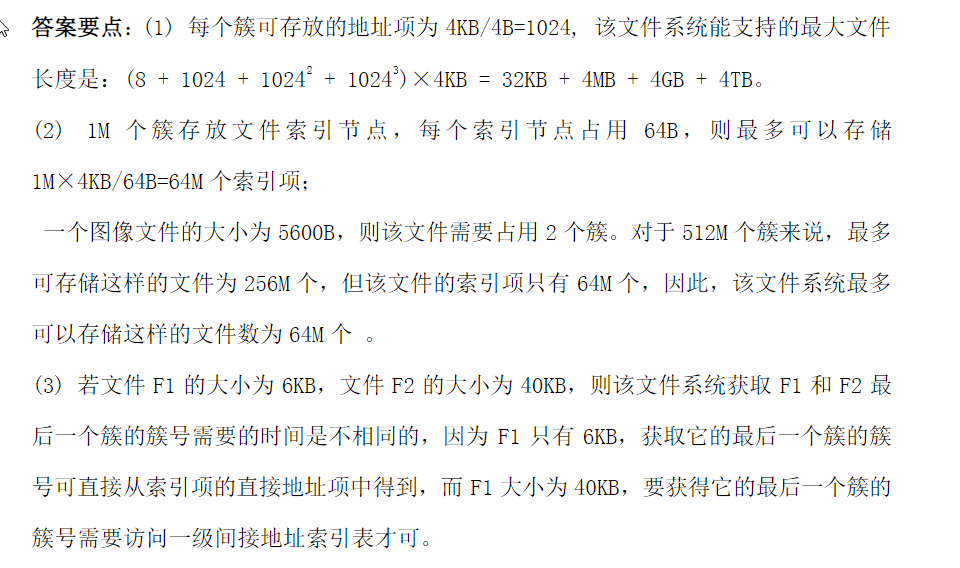 答案要点：(1) 每个簇可存放的地址项为 4KB/4B=1024, 该文件系统能支持的最大文件
长度是：(8 + 1024 + 1024² + 1024³)×4KB = 32KB + 4MB + 4GB + 4TB。
(2) 1M 个簇存放文件索引节点，每个索引节点占用 64B，则最多可以存储
1M×4KB/64B=64M 个索引项；
一个图像文件的大小为 5600B，则该文件需要占用 2 个簇。对于 512M 个簇来说，最多
可存储这样的文件为 256M 个，但该文件的索引项只有 64M 个，因此，该文件系统最多
可以存储这样的文件数为 64M 个 。
(3) 若文件 F1 的大小为 6KB，文件 F2 的大小为 40KB，则该文件系统获取 F1 和 F2 最
后一个簇的簇号需要的时间是不相同的，因为 F1 只有 6KB，获取它的最后一个簇的簇
号可直接从索引项的直接地址项中得到，而 F1 大小为 40KB，要获得它的最后一个簇的
簇号需要访问一级间接地址索引表才可。